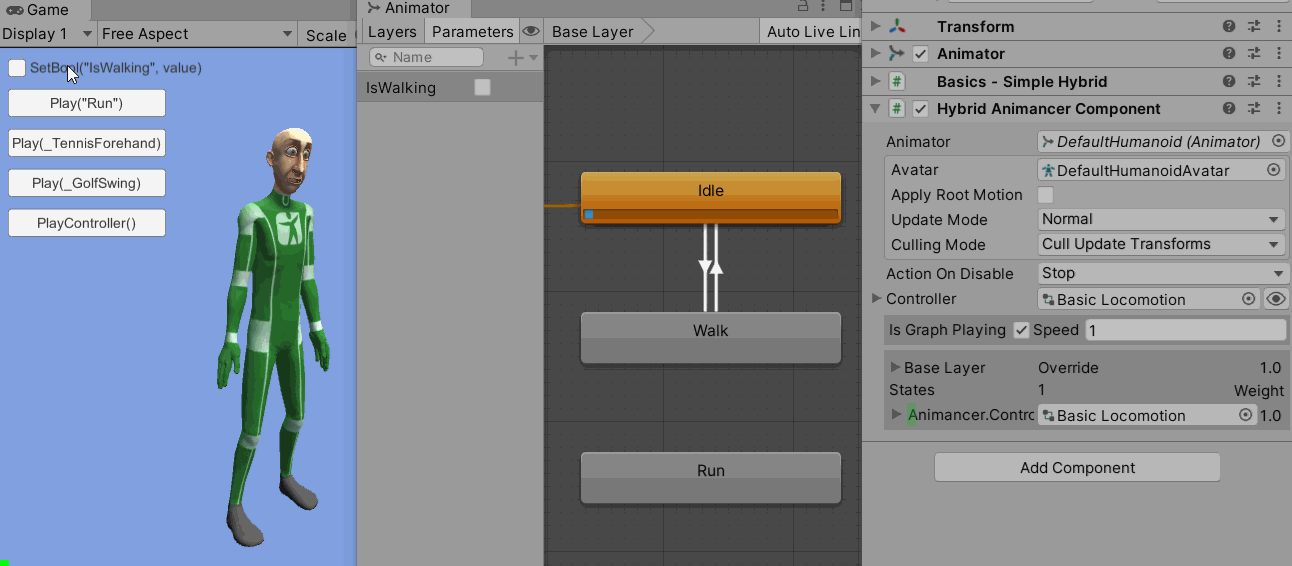 Game
Display 1
Free Aspect
Scale
SetBool("IsWalking", value)
Play("Run")
Play(_TennisForehand)
Play(_GolfSwing)
PlayController()
Animator
Layers
Parameters
Base Layer
Auto Live Lin
Name
IsWalking
Idle
Walk
Run
Transform
Animator
Basics - Simple Hybrid
Hybrid Animancer Component
Animator
DefaultHumanoid (Animator)
Avatar
DefaultHumanoidAvatar
Apply Root Motion
Update Mode
Normal
Culling Mode
Cull Update Transforms
Action On Disable
Stop
Controller
Basic Locomotion
Is Graph Playing
Speed
1
Base Layer
Override
1.0
States
1
Weight
Animancer.Contro
Basic Locomotion
1.0
Add Component